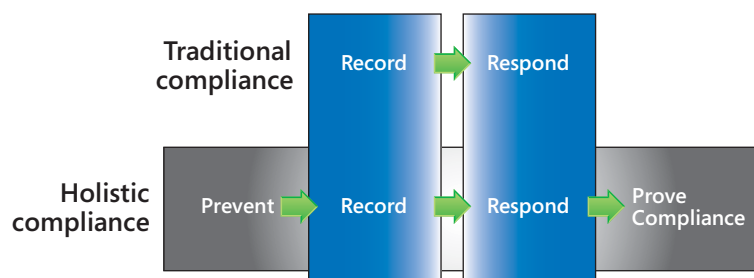 Traditional
compliance
Record
Respond
Holistic
compliance
Prevent
Record
Respond
Prove
Compliance